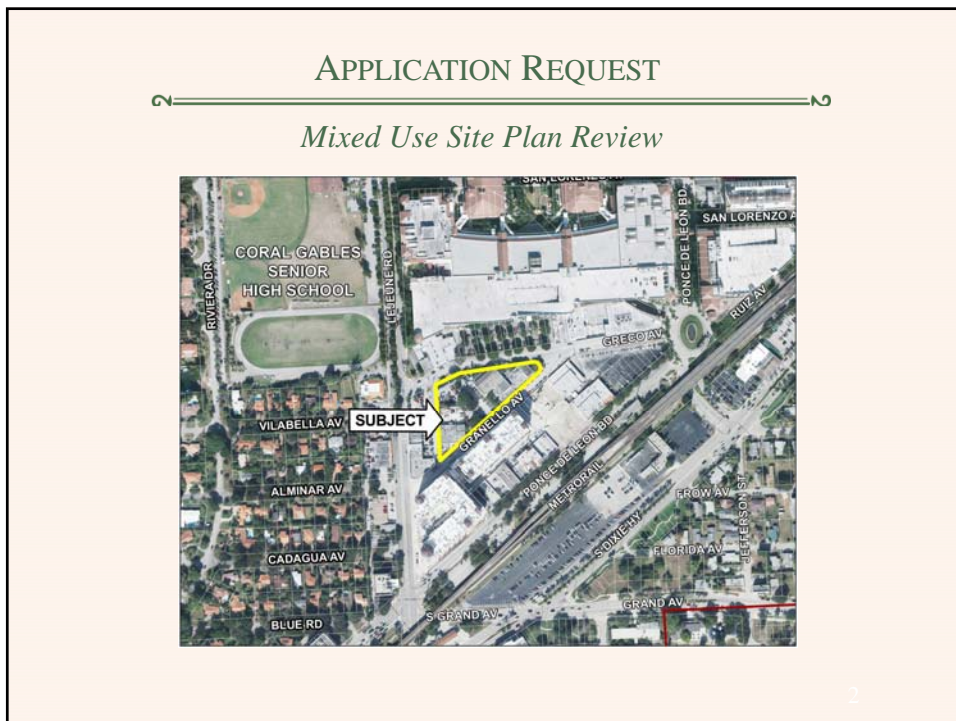 APPLICATION REQUEST
Mixed Use Site Plan Review
CORAL GABLES
SENIOR
HIGH SCHOOL
RIVIERA DR
LEJEUNE RD
PONCE DE LEON BD
SAN LORENZO A
RUIZ AV
GRECO AV
SUBJECT
VILABELLA AV
GRANELLO AV
ALMINAR AV
PONCE DE LEON BD
METRORAIL
S DIXIE HY
FROW AV
JEFFERSON ST
CADAGUA AV
FLORIDA AV
S GRAND AV
GRAND AV
BLUE RD
2